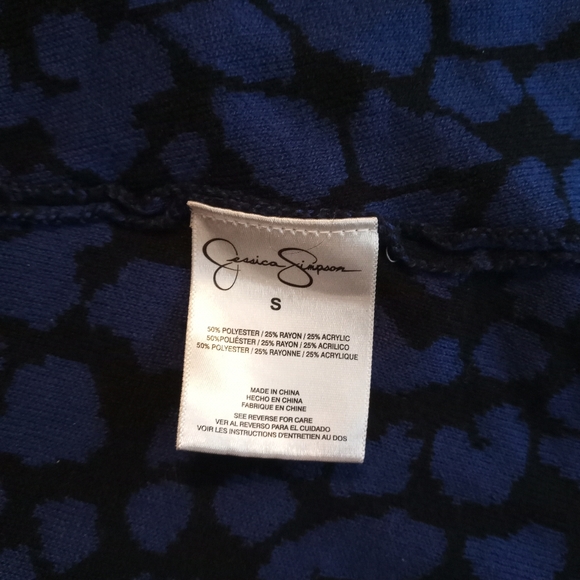 Jessica Simpson
S
50% POLYESTER / 25% RAYON / 25% ACRYLIC
50%POLIÉSTER / 25% RAYON / 25% ACRILICO
50% POLYESTER / 25% RAYONNE / 25% ACRYLIQUE
MADE IN CHINA
HECHO EN CHINA
FABRIQUE EN CHINE
SEE REVERSE FOR CARE
VER AL REVERSO PARA EL CUIDADO
VOIR LES INSTRUCTIONS D'ENTRETIEN AU DOS